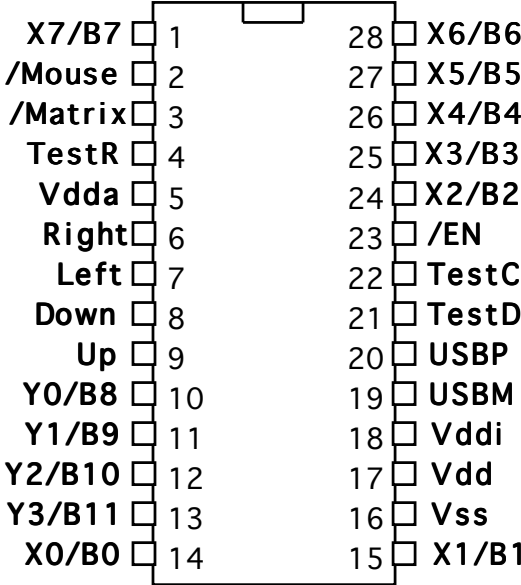 X7/B7 1 28 X6/B6
/Mouse 2 27 X5/B5
/Matrix 3 26 X4/B4
TestR 4 25 X3/B3
Vdda 5 24 X2/B2
Right 6 23 /EN
Left 7 22 TestC
Down 8 21 TestD
Up 9 20 USBP
Y0/B8 10 19 USBM
Y1/B9 11 18 Vddi
Y2/B10 12 17 Vdd
Y3/B11 13 16 Vss
X0/B0 14 15 X1/B1